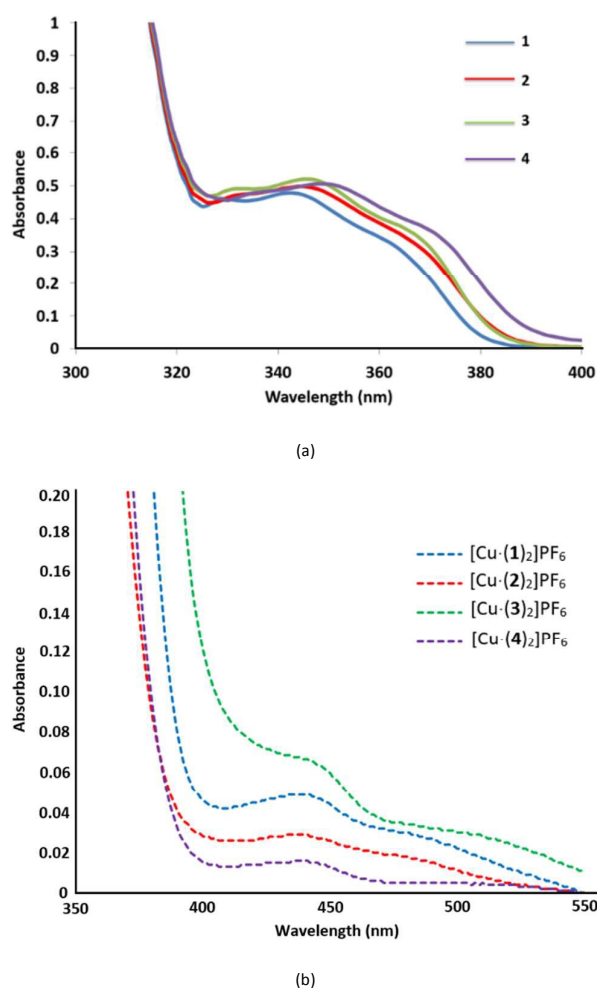 1
0.9
0.8
0.7
0.6
0.5
0.4
0.3
0.2
0.1
0
Absorbance
1
2
3
4
300 320 340 360 380 400
Wavelength (nm)
(a)
0.20
0.18
0.16
0.14
0.12
0.10
0.08
0.06
0.04
0.02
0
Absorbance
[Cu·(1)₂]PF₆
[Cu·(2)₂]PF₆
[Cu·(3)₂]PF₆
[Cu·(4)₂]PF₆
350 400 450 500 550
Wavelength (nm)
(b)